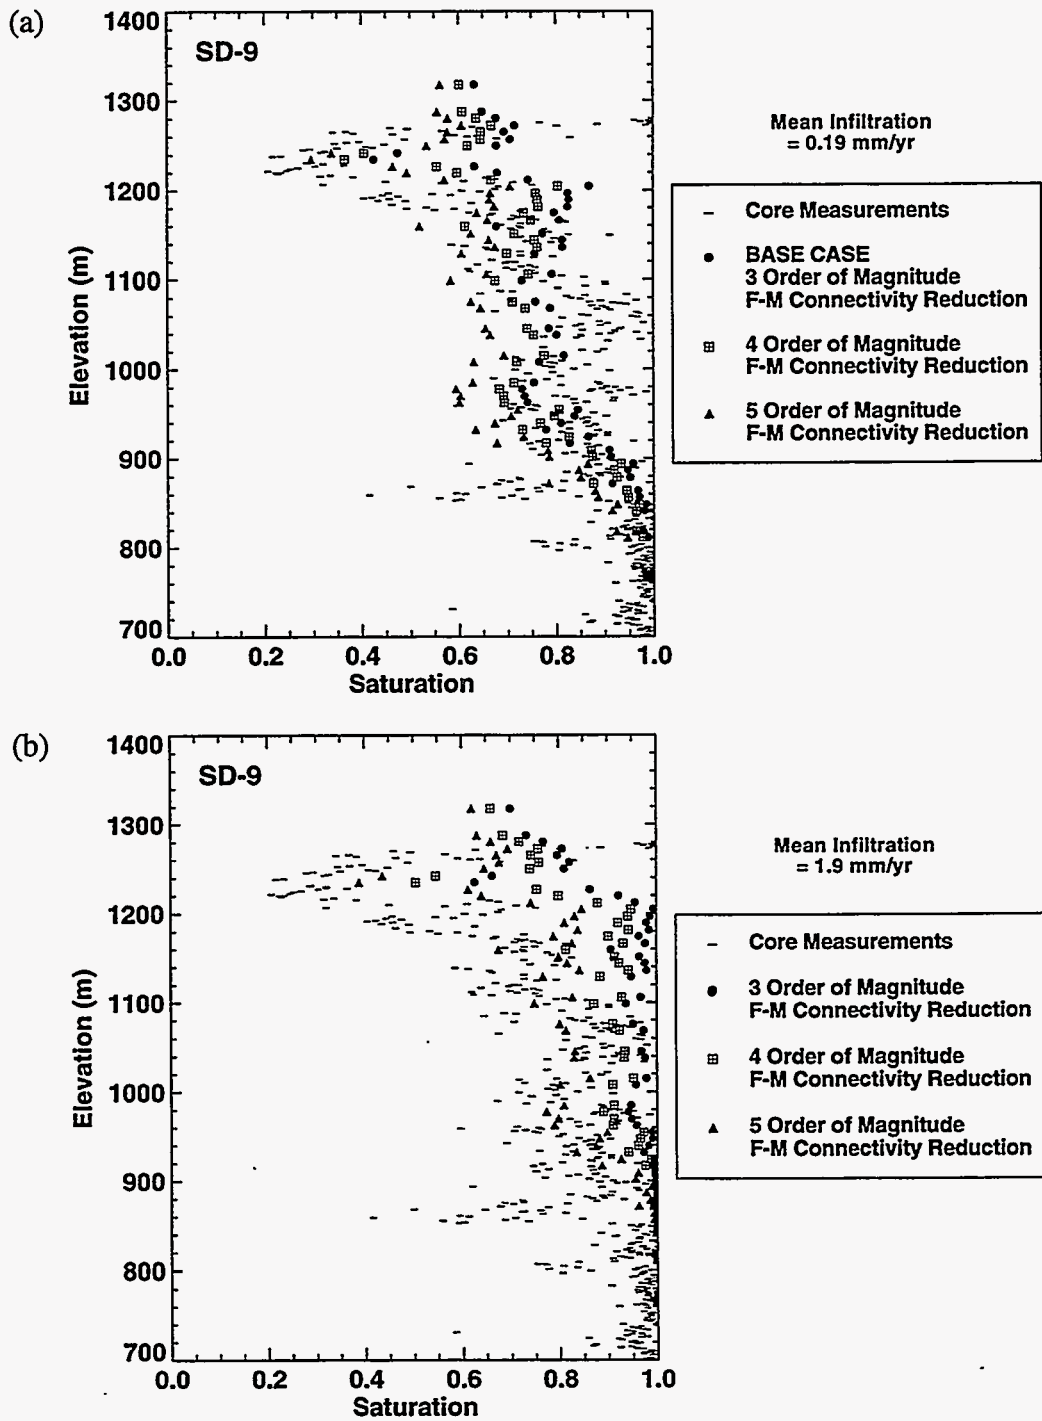 (a)
1400
1300
1200
1100
1000
900
800
700
Elevation (m)
SD-9
0.0 0.2 0.4 0.6 0.8 1.0
Saturation
Mean Infiltration
= 0.19 mm/yr
Core Measurements
BASE CASE
3 Order of Magnitude
F-M Connectivity Reduction
4 Order of Magnitude
F-M Connectivity Reduction
5 Order of Magnitude
F-M Connectivity Reduction
(b)
1400
1300
1200
1100
1000
900
800
700
Elevation (m)
SD-9
0.0 0.2 0.4 0.6 0.8 1.0
Saturation
Mean Infiltration
= 1.9 mm/yr
Core Measurements
3 Order of Magnitude
F-M Connectivity Reduction
4 Order of Magnitude
F-M Connectivity Reduction
5 Order of Magnitude
F-M Connectivity Reduction